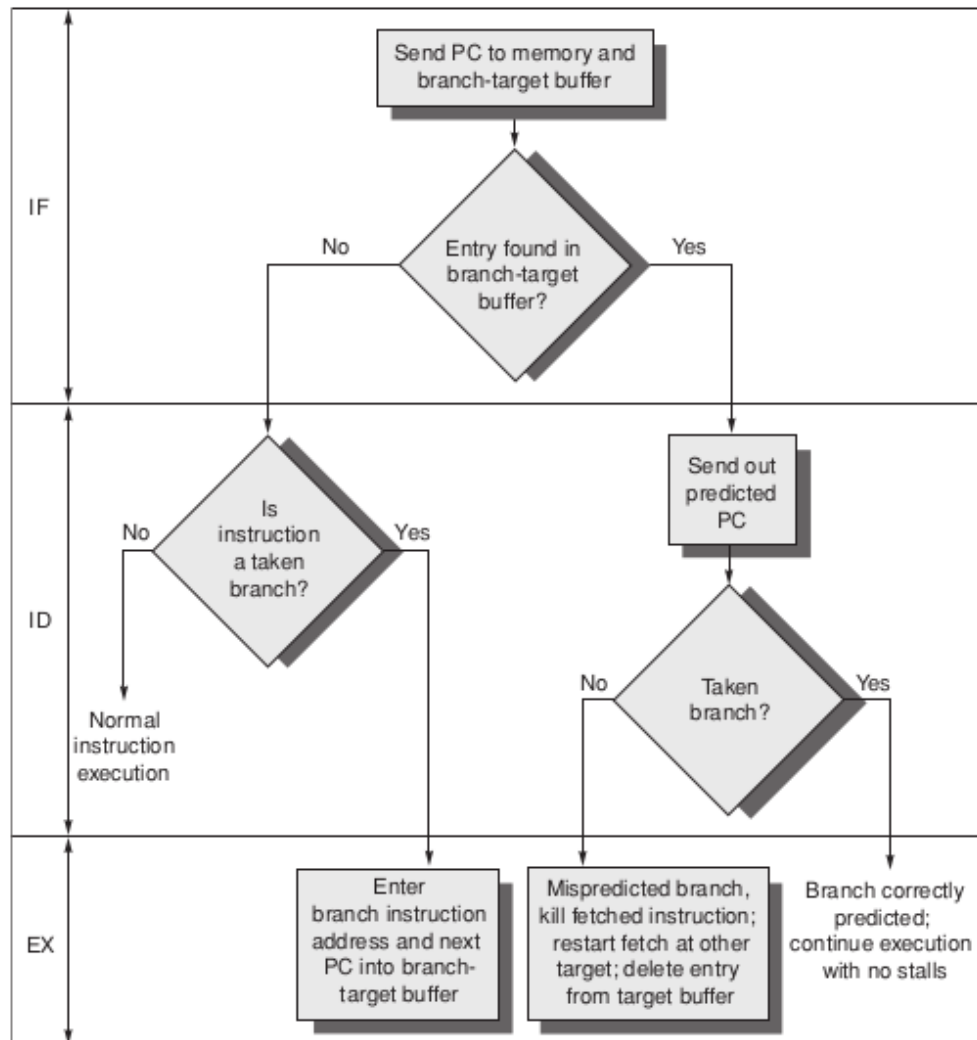 Send PC to memory and
branch-target buffer
IF
No
Entry found in
branch-target
buffer?
Yes
Send out
predicted
PC
No
Is
instruction
a taken
branch?
Yes
ID
No
Taken
branch?
Yes
Normal
instruction
execution
EX
Enter
branch instruction
address and next
PC into branch-
target buffer
Mispredicted branch,
kill fetched instruction;
restart fetch at other
target; delete entry
from target buffer
Branch correctly
predicted;
continue execution
with no stalls